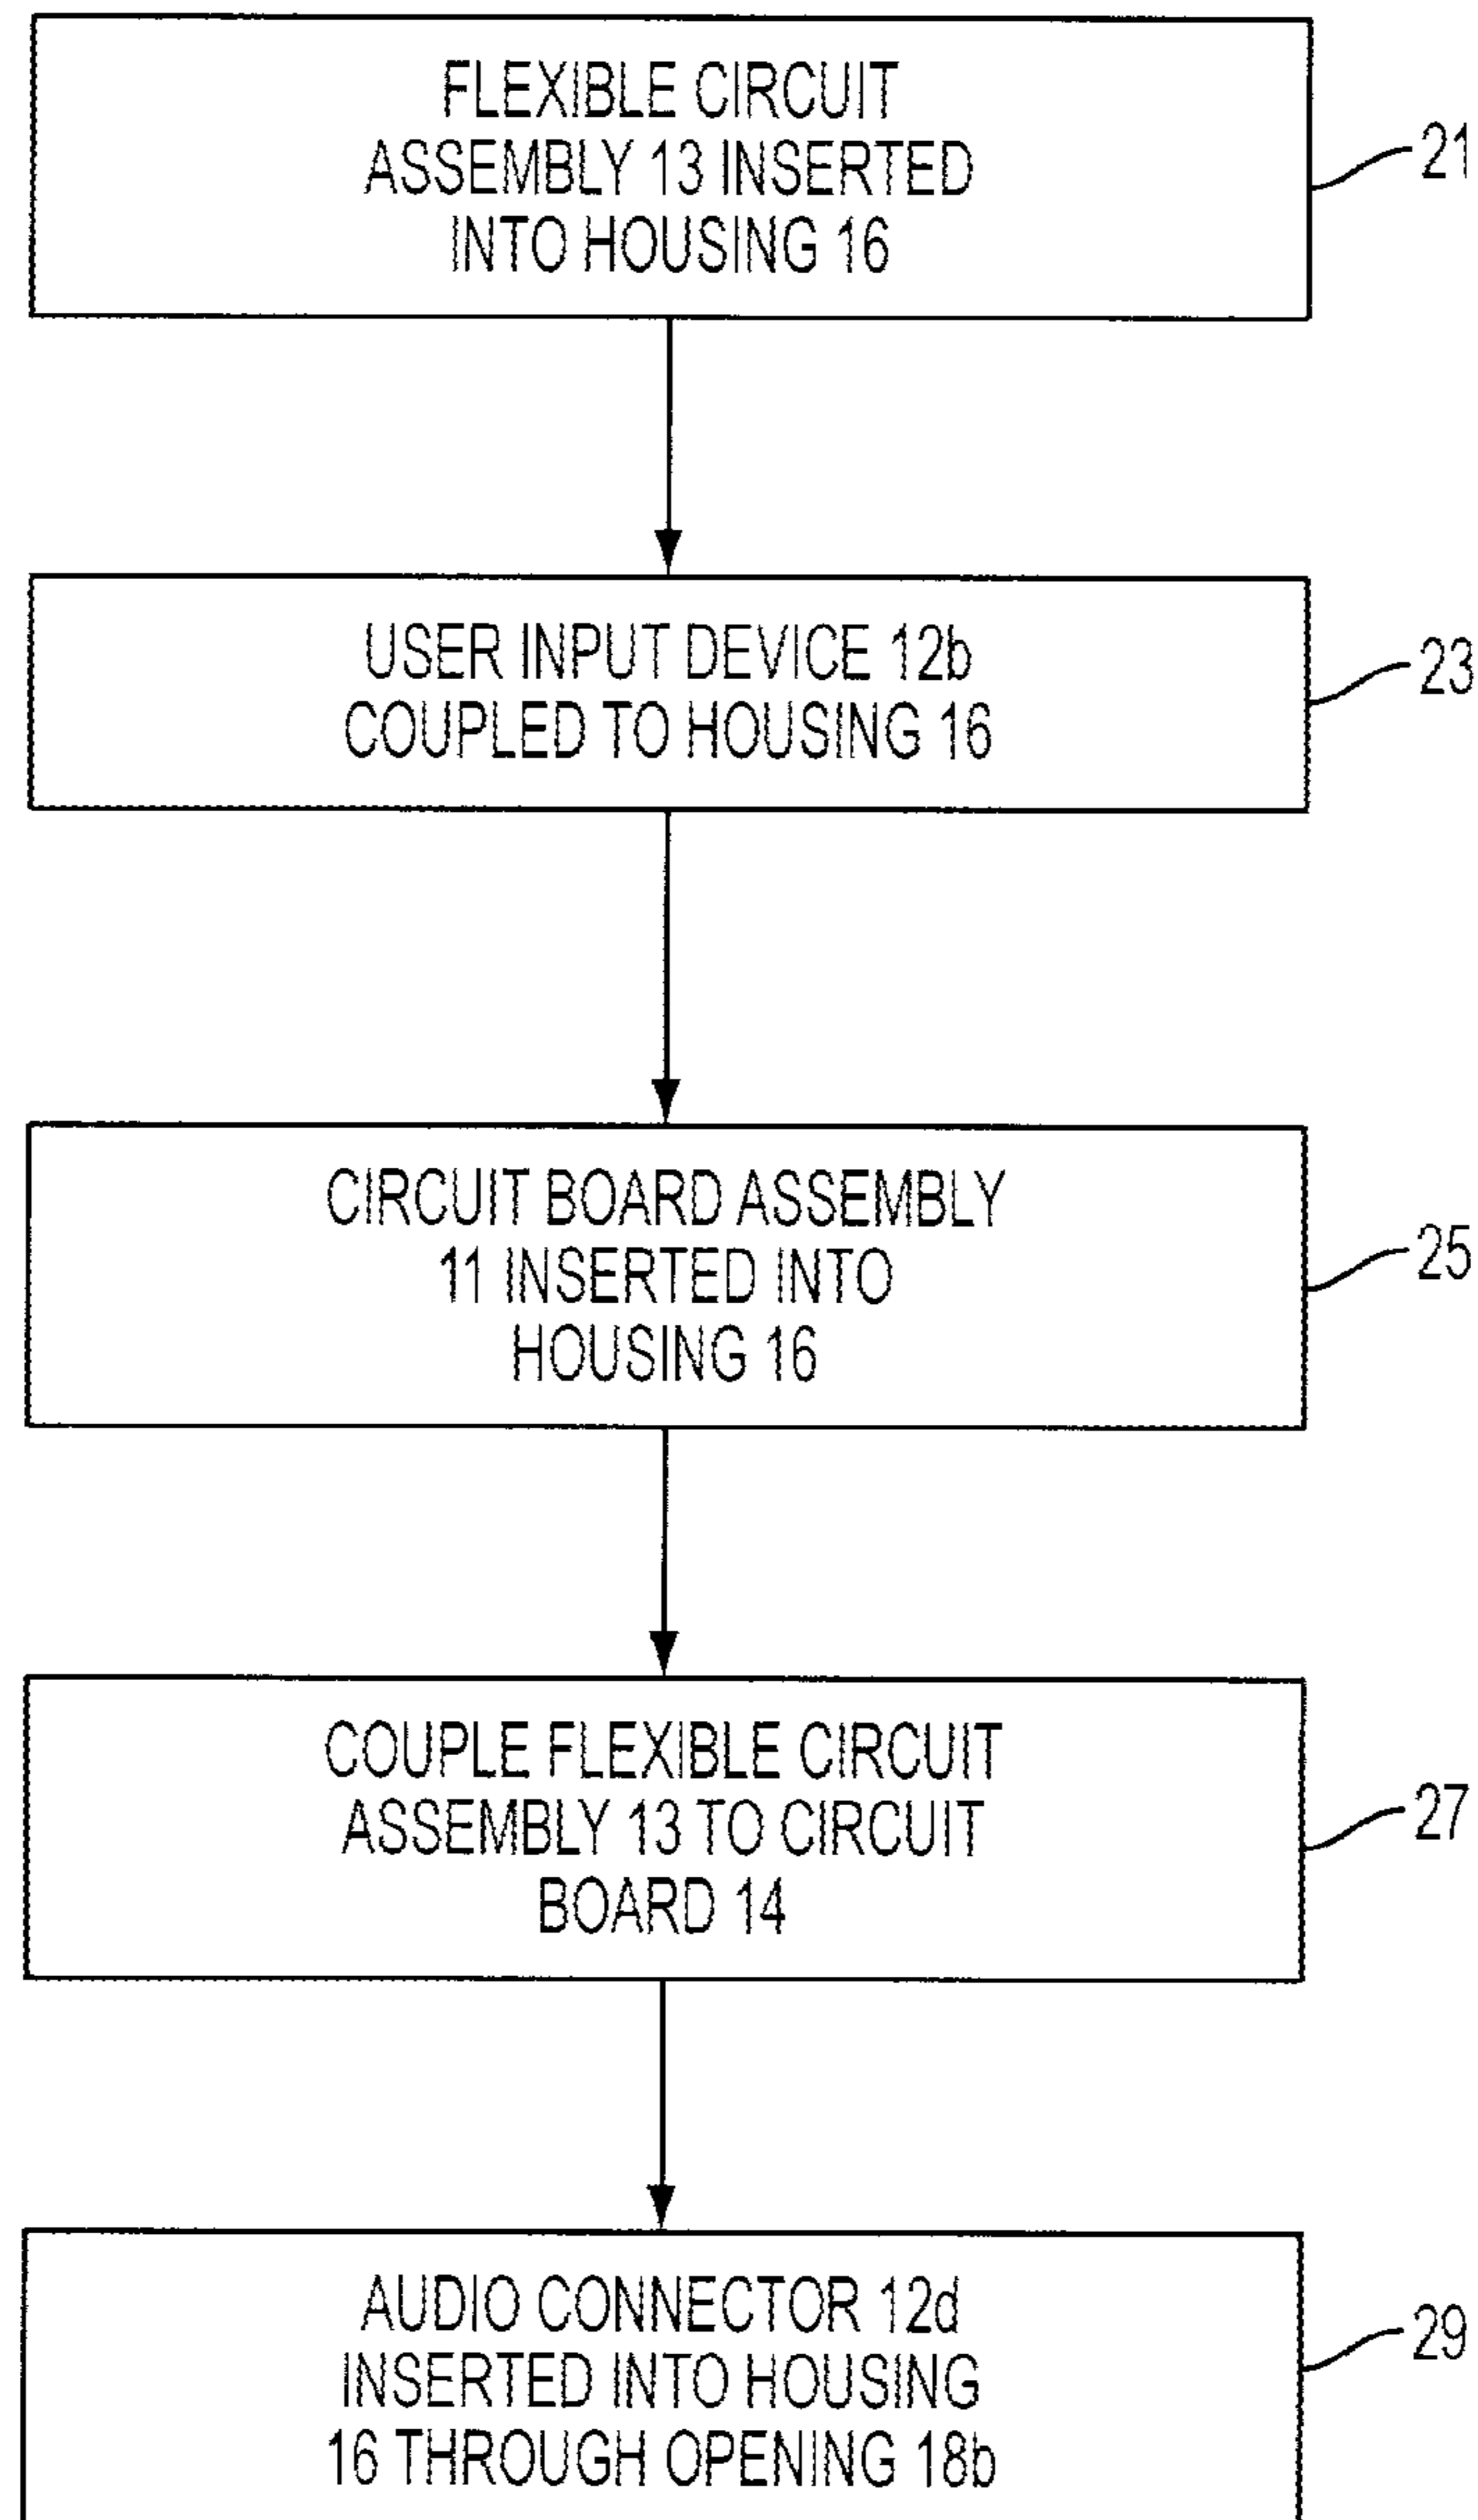 FLEXIBLE CIRCUIT
ASSEMBLY 13 INSERTED
INTO HOUSING 16
21
USER INPUT DEVICE 12b
COUPLED TO HOUSING 16
23
CIRCUIT BOARD ASSEMBLY
11 INSERTED INTO
HOUSING 16
25
COUPLE FLEXIBLE CIRCUIT
ASSEMBLY 13 TO CIRCUIT
BOARD 14
27
AUDIO CONNECTOR 12d
INSERTED INTO HOUSING
16 THROUGH OPENING 18b
29